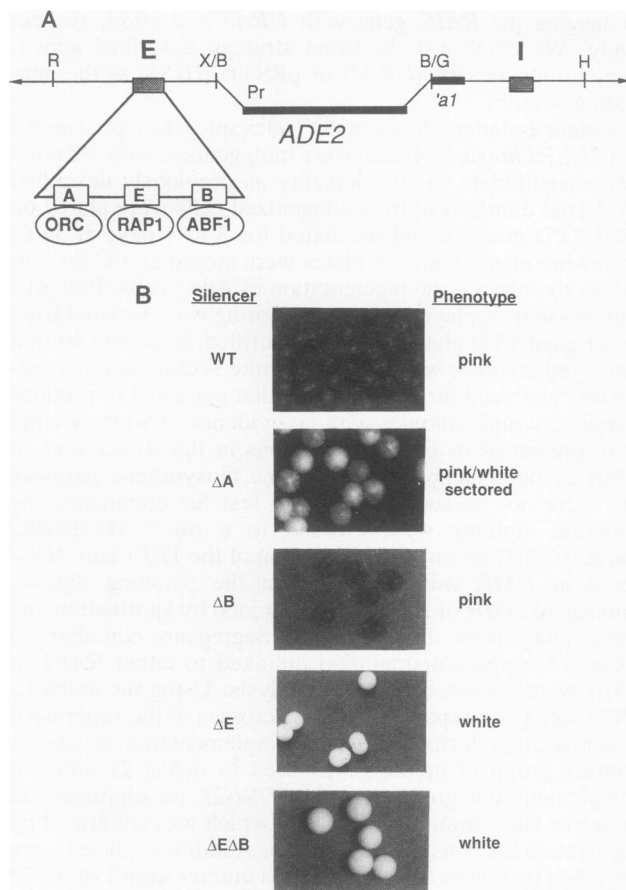 A
R E X/B B/G I H
Pr 'a1
ADE2
A E B
ORC RAP1 ABF1
B
Silencer Phenotype
WT pink
ΔA pink/white
sectored
ΔB pink
ΔE white
ΔEΔB white